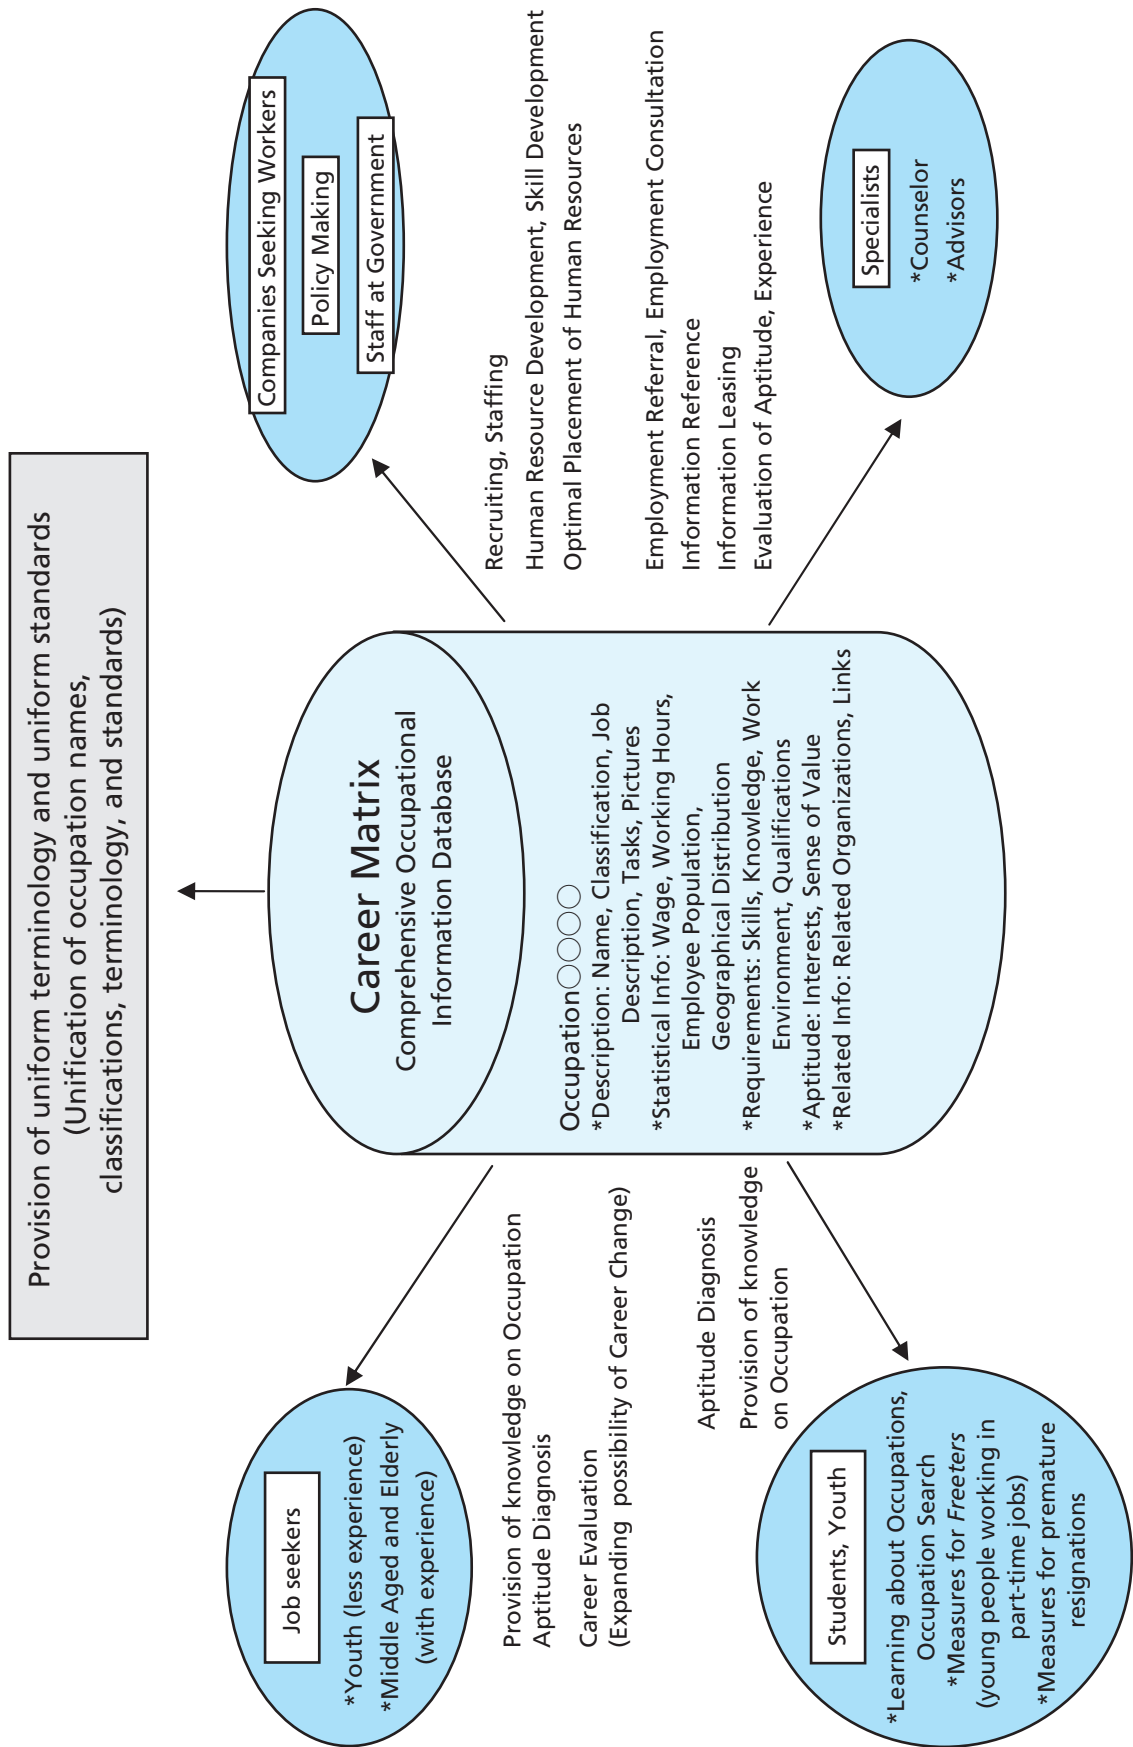 Provision of uniform terminology and uniform standards
(Unification of occupation names,
classifications, terminology, and standards)
Job seekers
*Youth (less experience)
*Middle Aged and Elderly
(with experience)
Career Matrix
Comprehensive Occupational
Information Database
Companies Seeking Workers
Policy Making
Staff at Government
Provision of knowledge on Occupation
Aptitude Diagnosis
Career Evaluation
(Expanding possibility of Career Change)
Occupation○○○○
*Description: Name, Classification, Job
Description, Tasks, Pictures
*Statistical Info: Wage, Working Hours,
Employee Population,
Geographical Distribution
*Requirements: Skills, Knowledge, Work
Environment, Qualifications
*Aptitude: Interests, Sense of Value
*Related Info: Related Organizations, Links
Recruiting, Staffing
Human Resource Development, Skill Development
Optimal Placement of Human Resources
Employment Referral, Employment Consultation
Information Reference
Information Leasing
Evaluation of Aptitude, Experience
Aptitude Diagnosis
Provision of knowledge
on Occupation
Students, Youth
*Learning about Occupations,
Occupation Search
*Measures for Freeters
(young people working in
part-time jobs)
*Measures for premature
resignations
Specialists
*Counselor
*Advisors